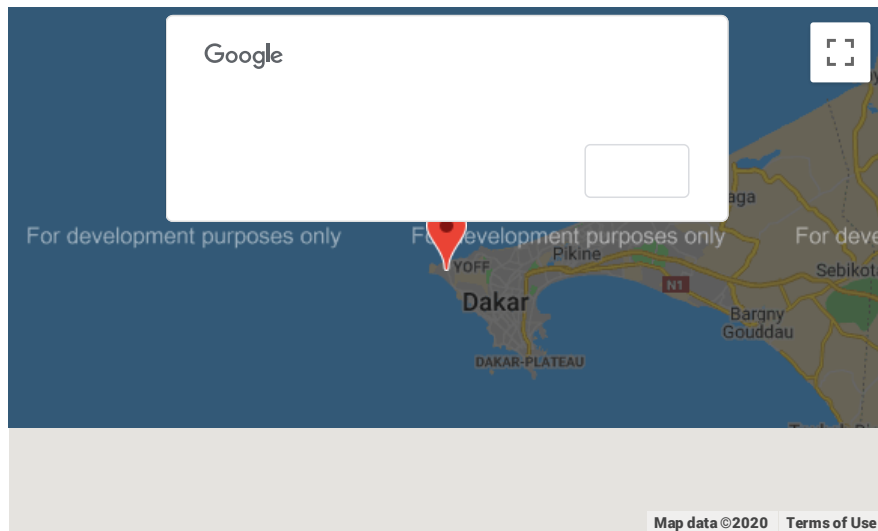 Google
aga
For development purposes only
For development purposes only
For deve
Pikine
YOFF
Sebikota
N1
Dakar
Bargny
Gouddau
DAKAR-PLATEAU
Map data ©2020
Terms of Use